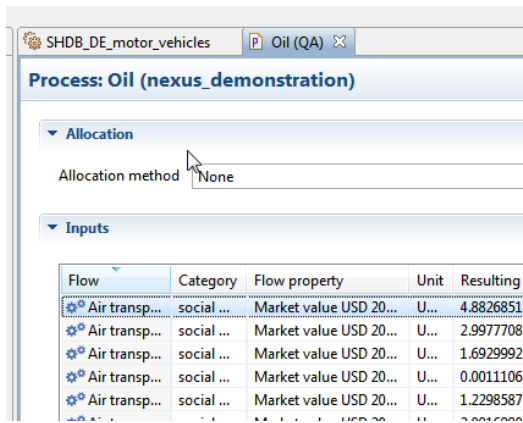 SHDB_DE_motor_vehicles P Oil (QA)
Process: Oil (nexus_demonstration)
Allocation
Allocation method None
Inputs
Flow Category Flow property Unit Resulting
Air transp... social ... Market value USD 20... U... 4.8826851
Air transp... social ... Market value USD 20... U... 2.9977708
Air transp... social ... Market value USD 20... U... 1.6929992
Air transp... social ... Market value USD 20... U... 0.0011106
Air transp... social ... Market value USD 20... U... 1.2298587